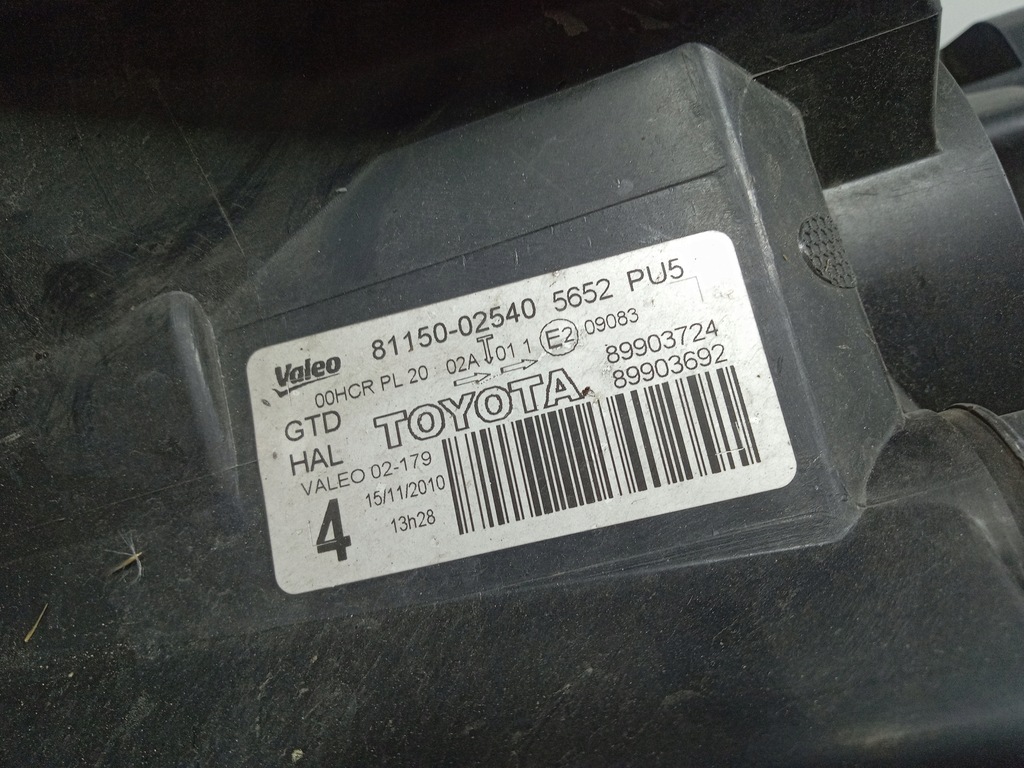 Valeo 81150-02540 5652 PU5
00HCR PL 20 02A 01 1 E2 09083
GTD TOYOTA 89903724
HAL 89903692
VALEO 02-179
4 15/11/2010
13h28